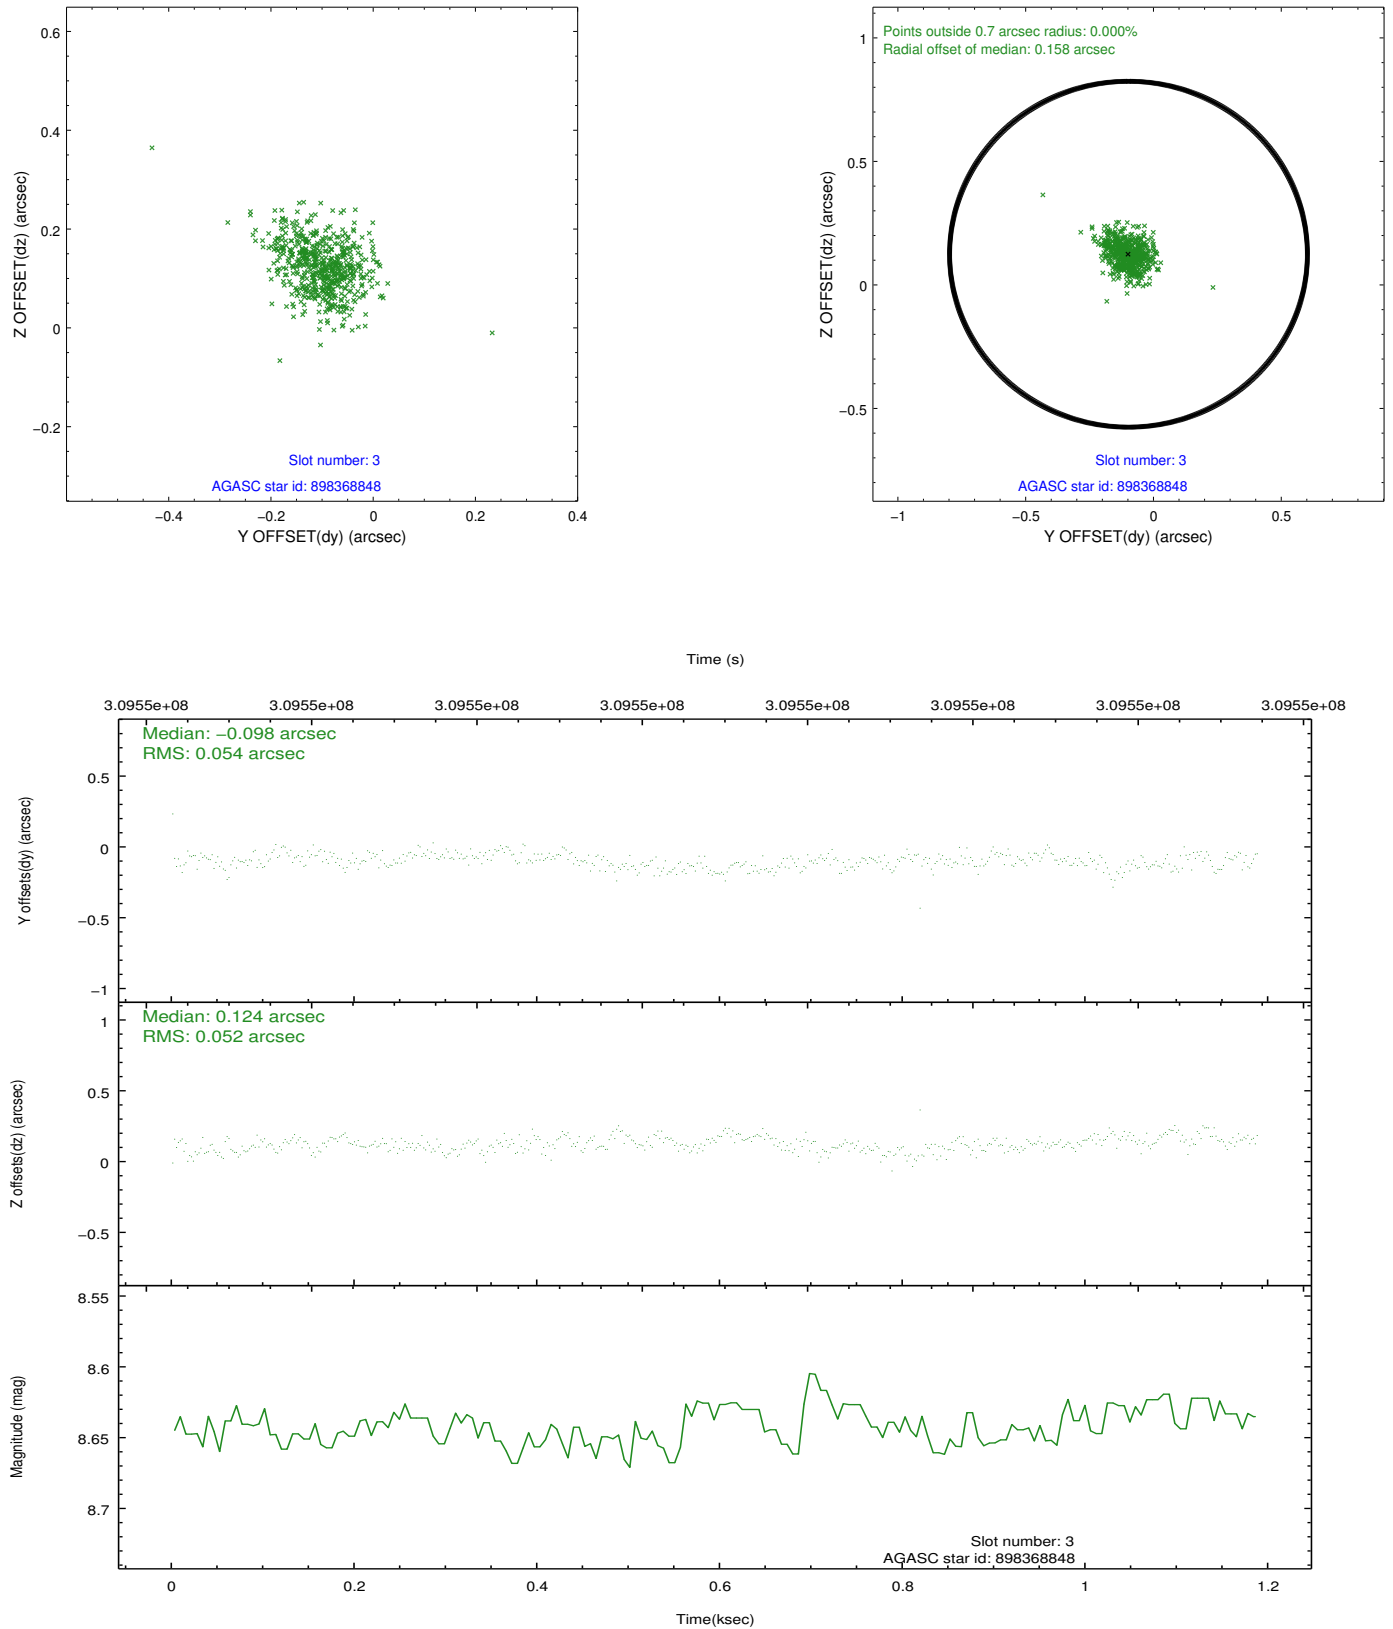 0.6
0.4
0.2
0
−0.2
Z OFFSET(dz) (arcsec)
Slot number: 3
AGASC star id: 898368848
−0.4 −0.2 0 0.2 0.4
Y OFFSET(dy) (arcsec)
Points outside 0.7 arcsec radius: 0.000%
Radial offset of median: 0.158 arcsec
1
0.5
0
−0.5
Z OFFSET(dz) (arcsec)
Slot number: 3
AGASC star id: 898368848
−1 −0.5 0 0.5
Y OFFSET(dy) (arcsec)
Time (s)
3.0955e+08 3.0955e+08 3.0955e+08 3.0955e+08 3.0955e+08 3.0955e+08 3.0955e+08 3.0955e+08
Median: −0.098 arcsec
RMS: 0.054 arcsec
0.5
0
−0.5
−1
Y offsets(dy) (arcsec)
Median: 0.124 arcsec
RMS: 0.052 arcsec
1
0.5
0
−0.5
Z offsets(dz) (arcsec)
8.55
8.6
8.65
8.7
Magnitude (mag)
Slot number: 3
AGASC star id: 898368848
0 0.2 0.4 0.6 0.8 1 1.2
Time(ksec)